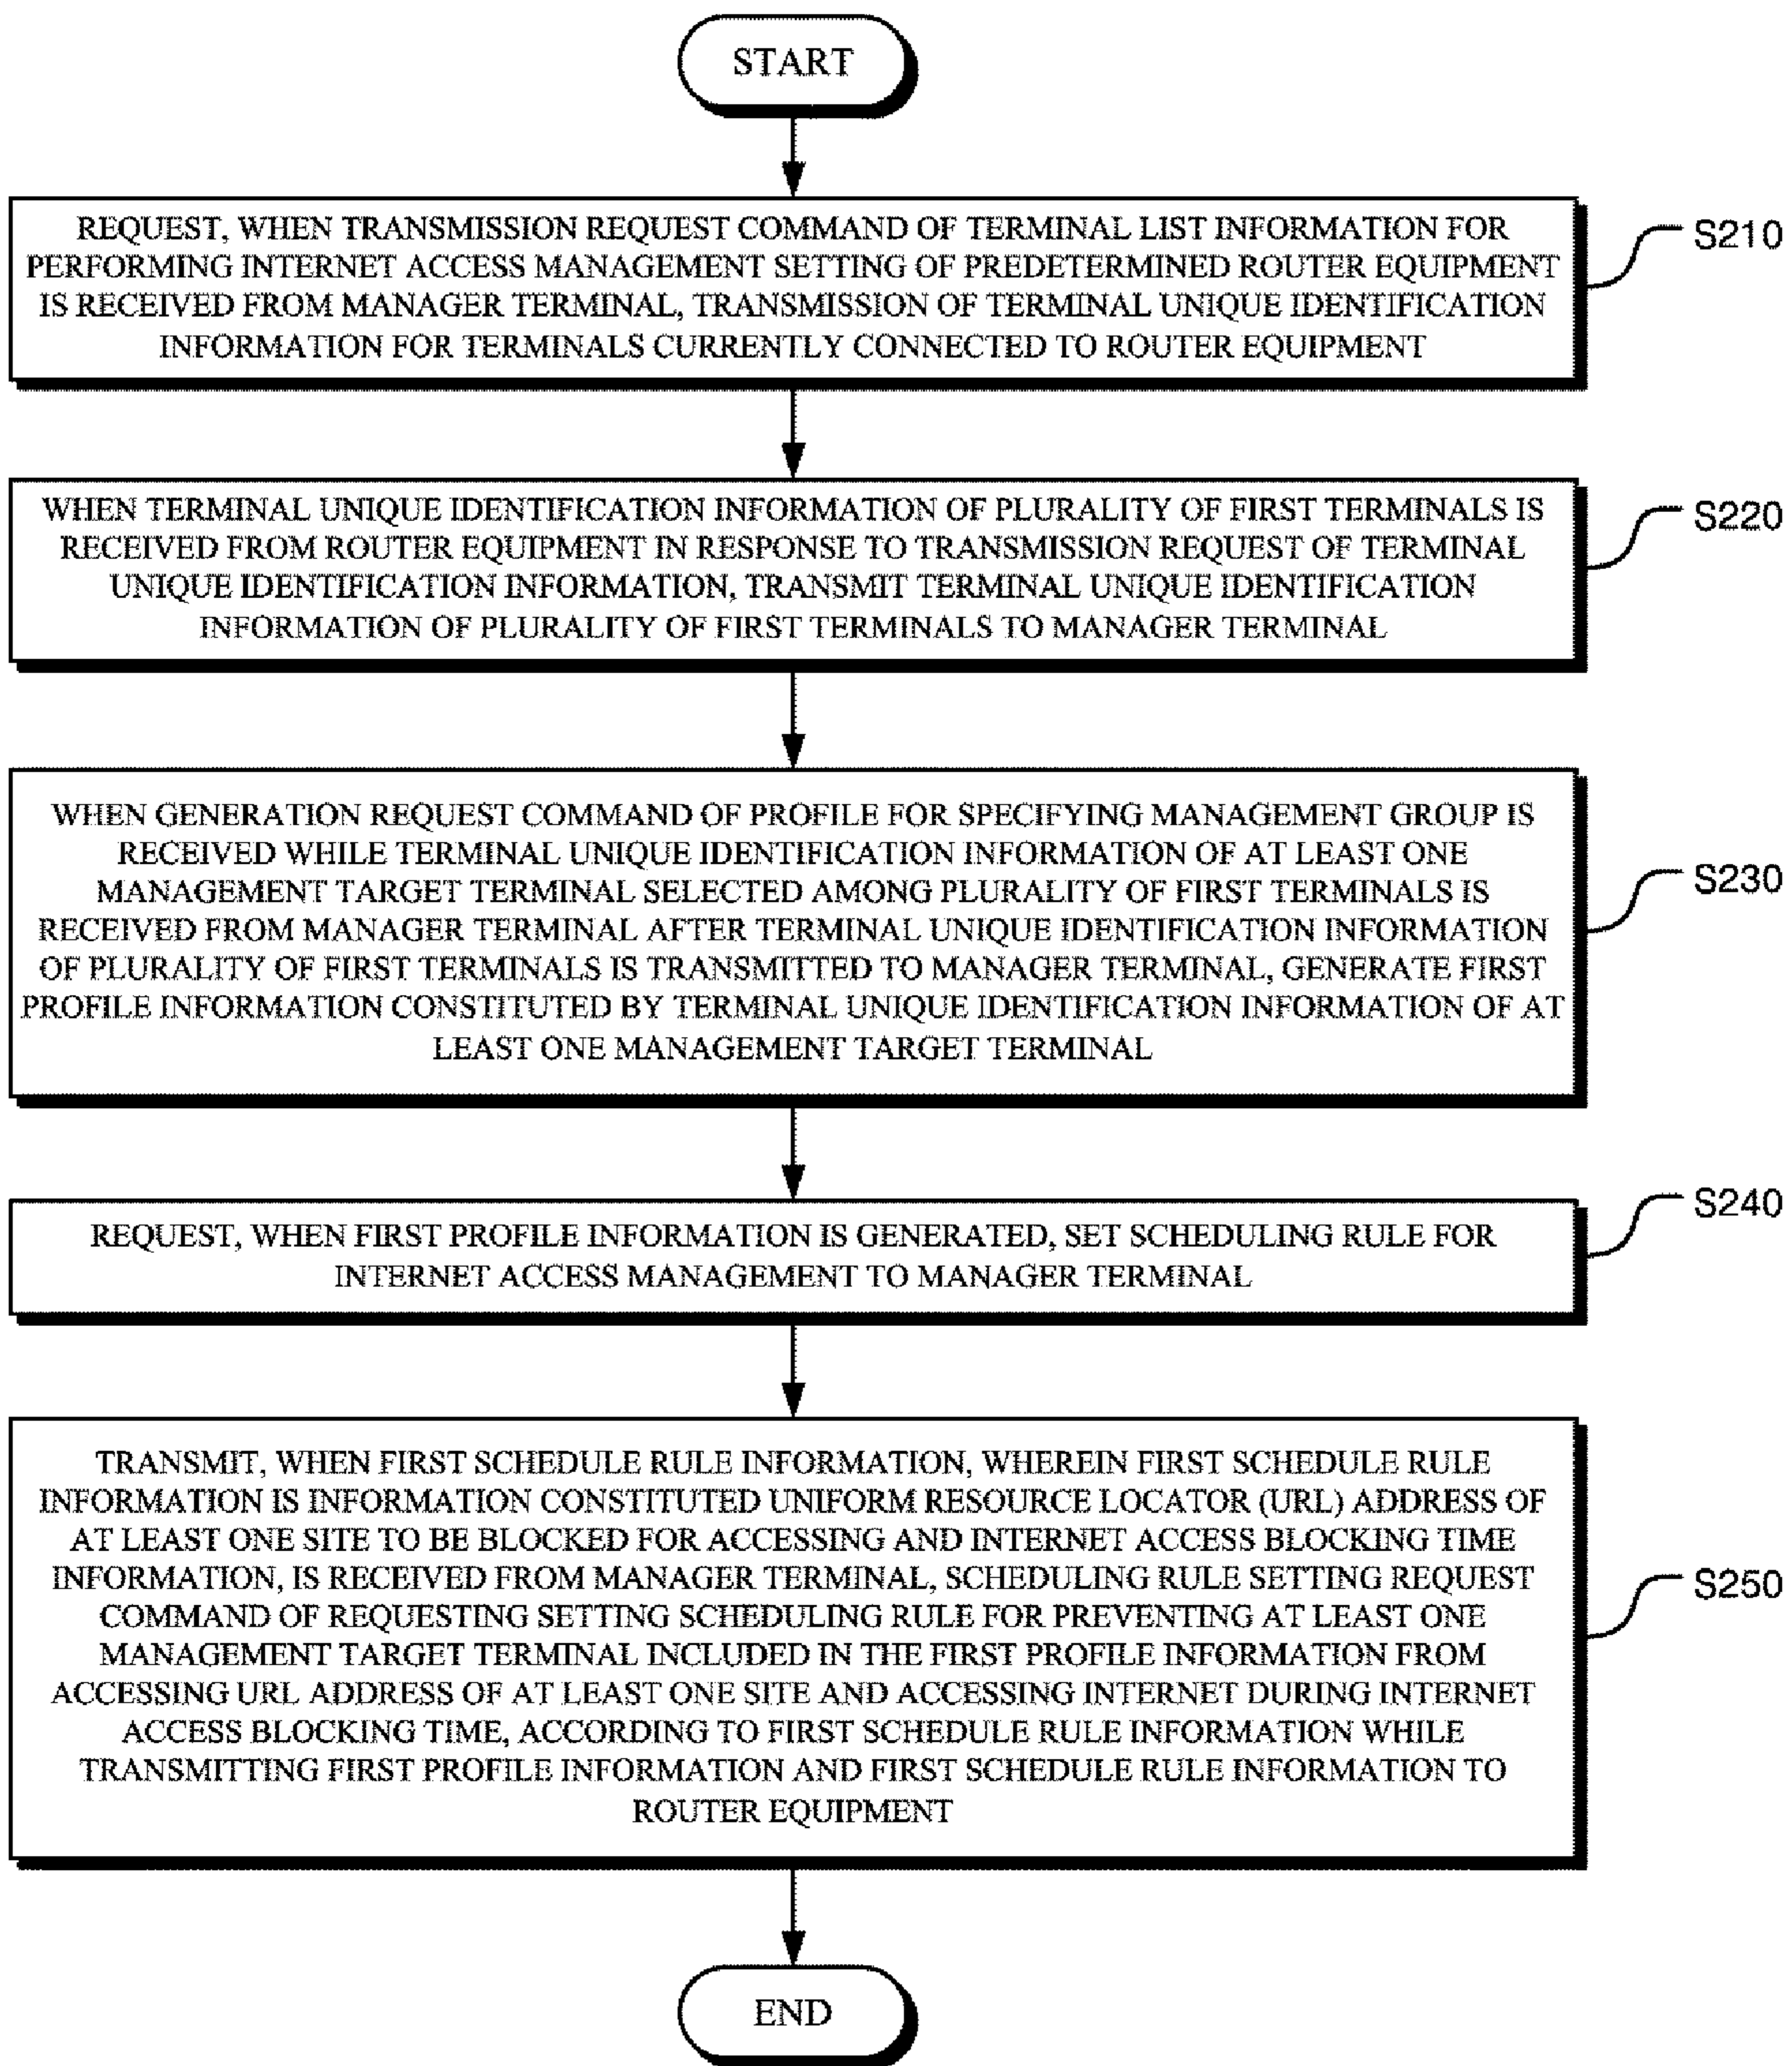 START
REQUEST, WHEN TRANSMISSION REQUEST COMMAND OF TERMINAL LIST INFORMATION FOR
PERFORMING INTERNET ACCESS MANAGEMENT SETTING OF PREDETERMINED ROUTER EQUIPMENT
IS RECEIVED FROM MANAGER TERMINAL, TRANSMISSION OF TERMINAL UNIQUE IDENTIFICATION
INFORMATION FOR TERMINALS CURRENTLY CONNECTED TO ROUTER EQUIPMENT
S210
WHEN TERMINAL UNIQUE IDENTIFICATION INFORMATION OF PLURALITY OF FIRST TERMINALS IS
RECEIVED FROM ROUTER EQUIPMENT IN RESPONSE TO TRANSMISSION REQUEST OF TERMINAL
UNIQUE IDENTIFICATION INFORMATION, TRANSMIT TERMINAL UNIQUE IDENTIFICATION
INFORMATION OF PLURALITY OF FIRST TERMINALS TO MANAGER TERMINAL
S220
WHEN GENERATION REQUEST COMMAND OF PROFILE FOR SPECIFYING MANAGEMENT GROUP IS
RECEIVED WHILE TERMINAL UNIQUE IDENTIFICATION INFORMATION OF AT LEAST ONE
MANAGEMENT TARGET TERMINAL SELECTED AMONG PLURALITY OF FIRST TERMINALS IS
RECEIVED FROM MANAGER TERMINAL AFTER TERMINAL UNIQUE IDENTIFICATION INFORMATION
OF PLURALITY OF FIRST TERMINALS IS TRANSMITTED TO MANAGER TERMINAL, GENERATE FIRST
PROFILE INFORMATION CONSTITUTED BY TERMINAL UNIQUE IDENTIFICATION INFORMATION OF AT
LEAST ONE MANAGEMENT TARGET TERMINAL
S230
REQUEST, WHEN FIRST PROFILE INFORMATION IS GENERATED, SET SCHEDULING RULE FOR
INTERNET ACCESS MANAGEMENT TO MANAGER TERMINAL
S240
TRANSMIT, WHEN FIRST SCHEDULE RULE INFORMATION, WHEREIN FIRST SCHEDULE RULE
INFORMATION IS INFORMATION CONSTITUTED UNIFORM RESOURCE LOCATOR (URL) ADDRESS OF
AT LEAST ONE SITE TO BE BLOCKED FOR ACCESSING AND INTERNET ACCESS BLOCKING TIME
INFORMATION, IS RECEIVED FROM MANAGER TERMINAL, SCHEDULING RULE SETTING REQUEST
COMMAND OF REQUESTING SETTING SCHEDULING RULE FOR PREVENTING AT LEAST ONE
MANAGEMENT TARGET TERMINAL INCLUDED IN THE FIRST PROFILE INFORMATION FROM
ACCESSING URL ADDRESS OF AT LEAST ONE SITE AND ACCESSING INTERNET DURING INTERNET
ACCESS BLOCKING TIME, ACCORDING TO FIRST SCHEDULE RULE INFORMATION WHILE
TRANSMITTING FIRST PROFILE INFORMATION AND FIRST SCHEDULE RULE INFORMATION TO
ROUTER EQUIPMENT
S250
END